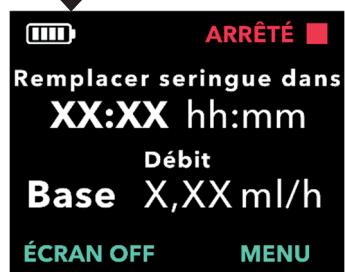 ARRÊTÉ
Remplacer seringue dans
XX:XX hh:mm
Débit
Base X,XX ml/h
ÉCRAN OFF MENU